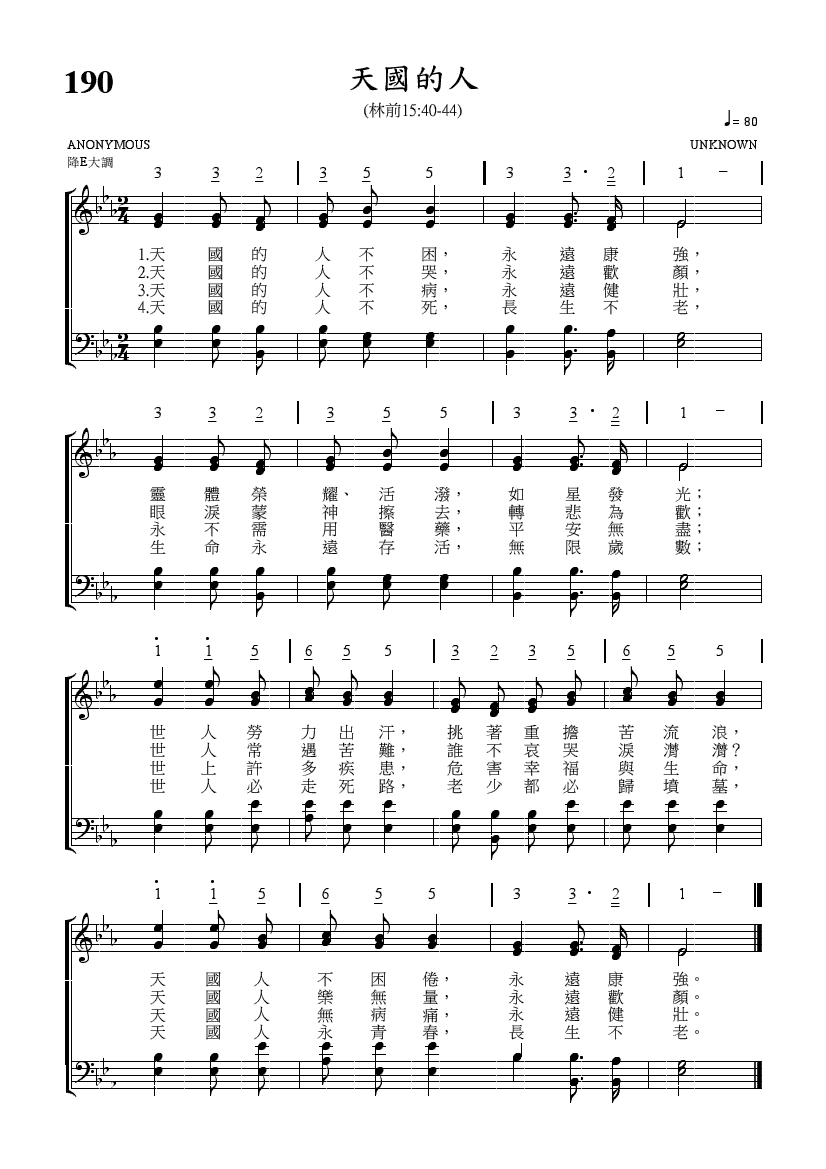 190
天國的人
(林前15:40-44)
♩= 80
ANONYMOUS
UNKNOWN
降E大調
3 3 2 | 3 5 5 | 3 3 · 2 | 1 –
1.天 國 的 人 不 困， 永 遠 康 強，
2.天 國 的 人 不 哭， 永 遠 歡 顏，
3.天 國 的 人 不 病， 永 遠 健 壯，
4.天 國 的 人 不 死， 長 生 不 老，
3 3 2 | 3 5 5 | 3 3 · 2 | 1 –
靈 體 榮 耀、 活 潑， 如 星 發 光；
眼 淚 蒙 神 擦 去， 轉 悲 為 歡；
永 不 需 用 醫 藥， 平 安 無 盡；
生 命 永 遠 存 活， 無 限 歲 數；
1 1 5 | 6 5 5 | 3 2 3 5 | 6 5 5
世 人 勞 力 出 汗， 挑 著 重 擔 苦 流 浪，
世 人 常 遇 苦 難， 誰 不 哀 哭 淚 潸 潸？
世 上 許 多 疾 患， 危 害 幸 福 與 生 命，
世 人 必 走 死 路， 老 少 都 必 歸 墳 墓，
1 1 5 | 6 5 5 | 3 3 · 2 | 1 –
天 國 人 不 困 倦， 永 遠 康 強。
天 國 人 樂 無 量， 永 遠 歡 顏。
天 國 人 無 病 痛， 永 遠 健 壯。
天 國 人 永 青 春， 長 生 不 老。